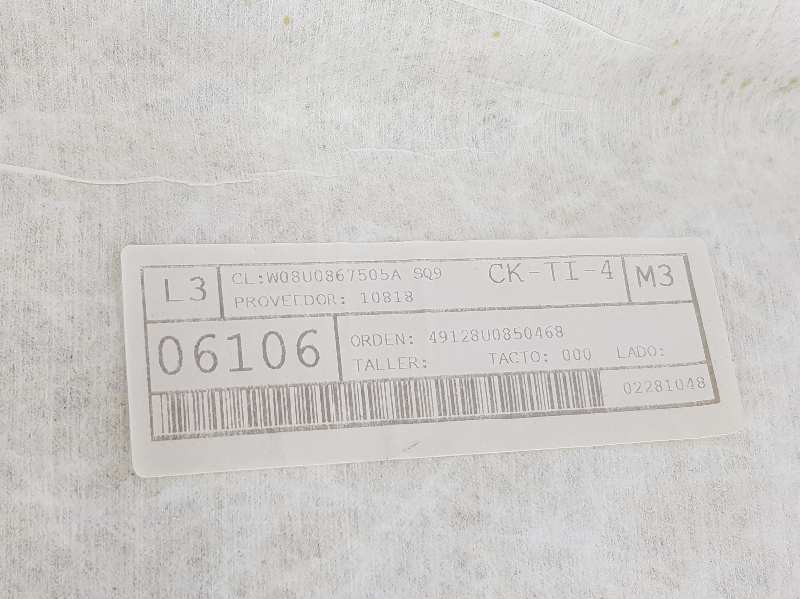 L3
CL:W08U0867505A SQ9
CK-TI-4
M3
PROVEEDOR: 10818
06106
ORDEN: 49128U0850468
TALLER: TACTO: 000 LADO:
02281048